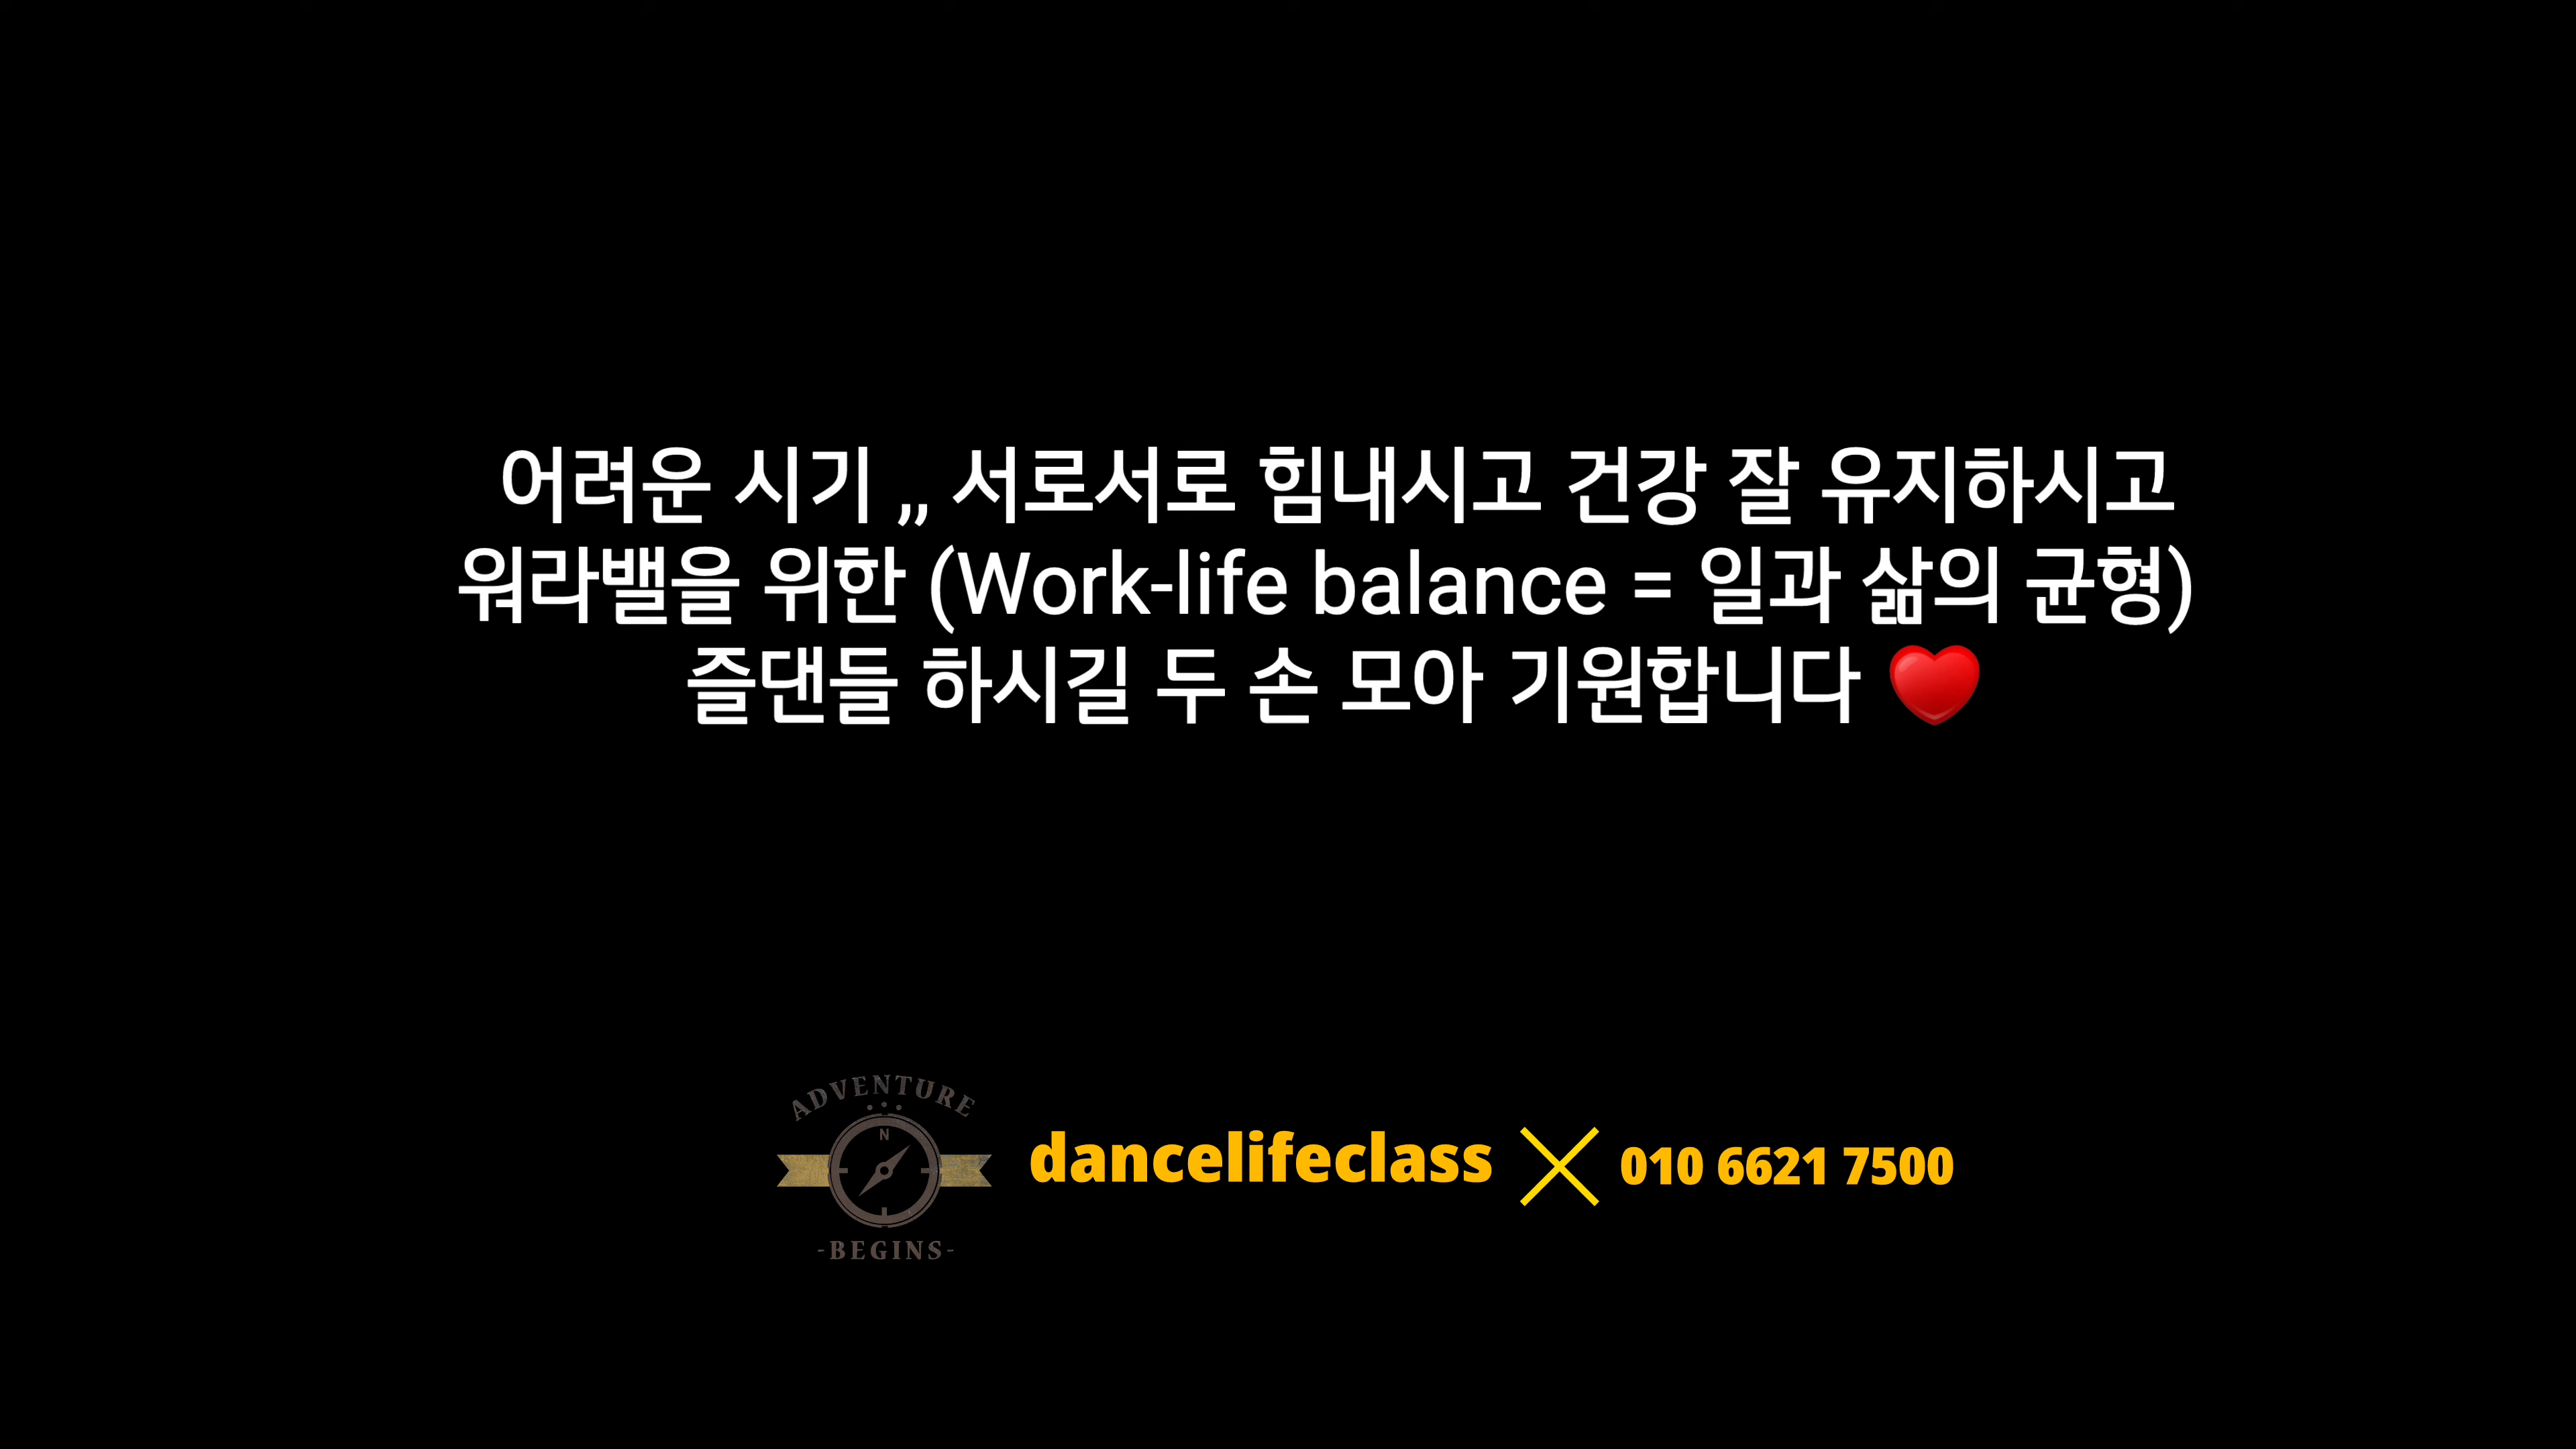 어려운 시기 ,, 서로서로 힘내시고 건강 잘 유지하시고
워라밸을 위한 (Work-life balance = 일과 삶의 균형)
즐댄들 하시길 두 손 모아 기원합니다 ❤️
ADVENTURE
N
-BEGINS-
dancelifeclass
010 6621 7500